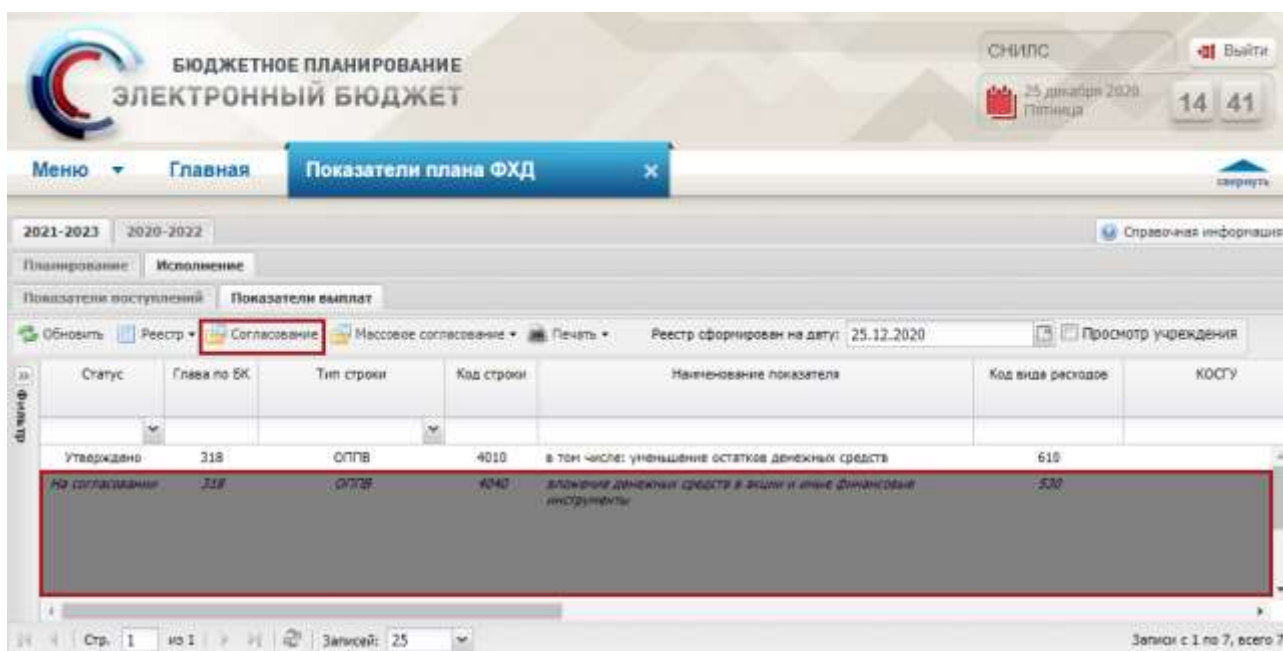 БЮДЖЕТНОЕ ПЛАНИРОВАНИЕ
ЭЛЕКТРОННЫЙ БЮДЖЕТ
СНИЛС Выйти
25 декабря 2020 14 41
Пятница
Меню Главная Показатели плана ФХД
свернуть
2021-2023 2020-2022 Справочная информация
Планирование Исполнение
Показатели поступлений Показатели выплат
Обновить Реестр Согласование Массовое согласование Печать Реестр сформирован на дату: 25.12.2020 Просмотр учреждения
Фильтр
Статус Глава по БК Тип строки Код строки Наименование показателя Код вида расходов КОСГУ
Утверждено 318 ОППВ 4010 в том числе: уменьшение остатков денежных средств 610
На согласовании 318 ОППВ 4040 вложение денежных средств в акции и иные финансовые 530
инструменты
Стр. 1 из 1 Записей: 25 Записи с 1 по 7, всего 7